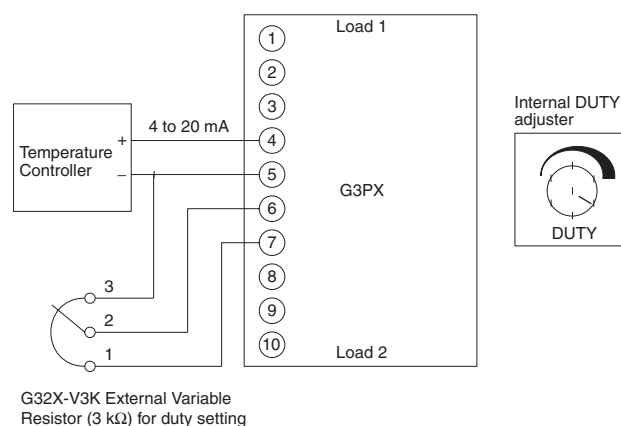 Load 1
1
2
3
4
5
6
7
8
9
10
G3PX
Load 2
4 to 20 mA
Temperature
Controller
+
–
3
2
1
G32X-V3K External Variable
Resistor (3 kΩ) for duty setting
Internal DUTY
adjuster
DUTY